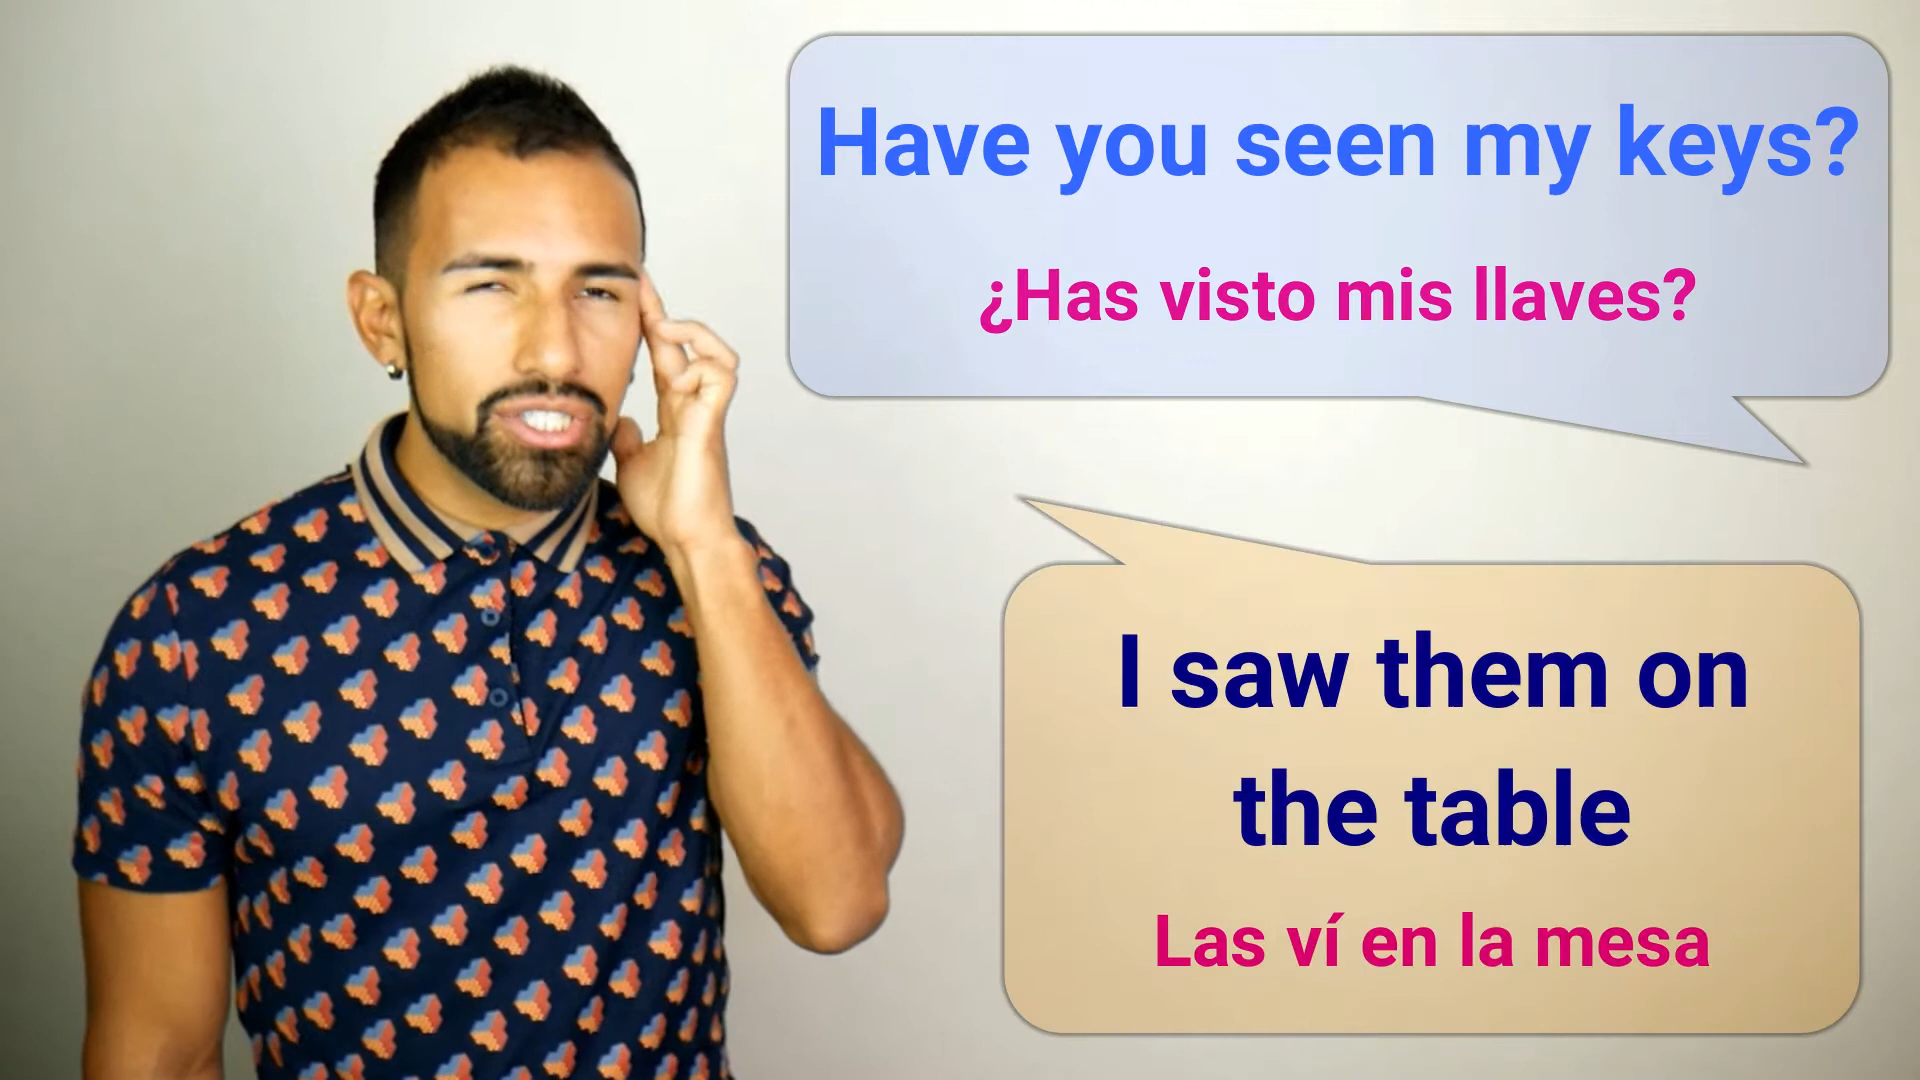 Have you seen my keys?
¿Has visto mis llaves?
I saw them on
the table
Las ví en la mesa